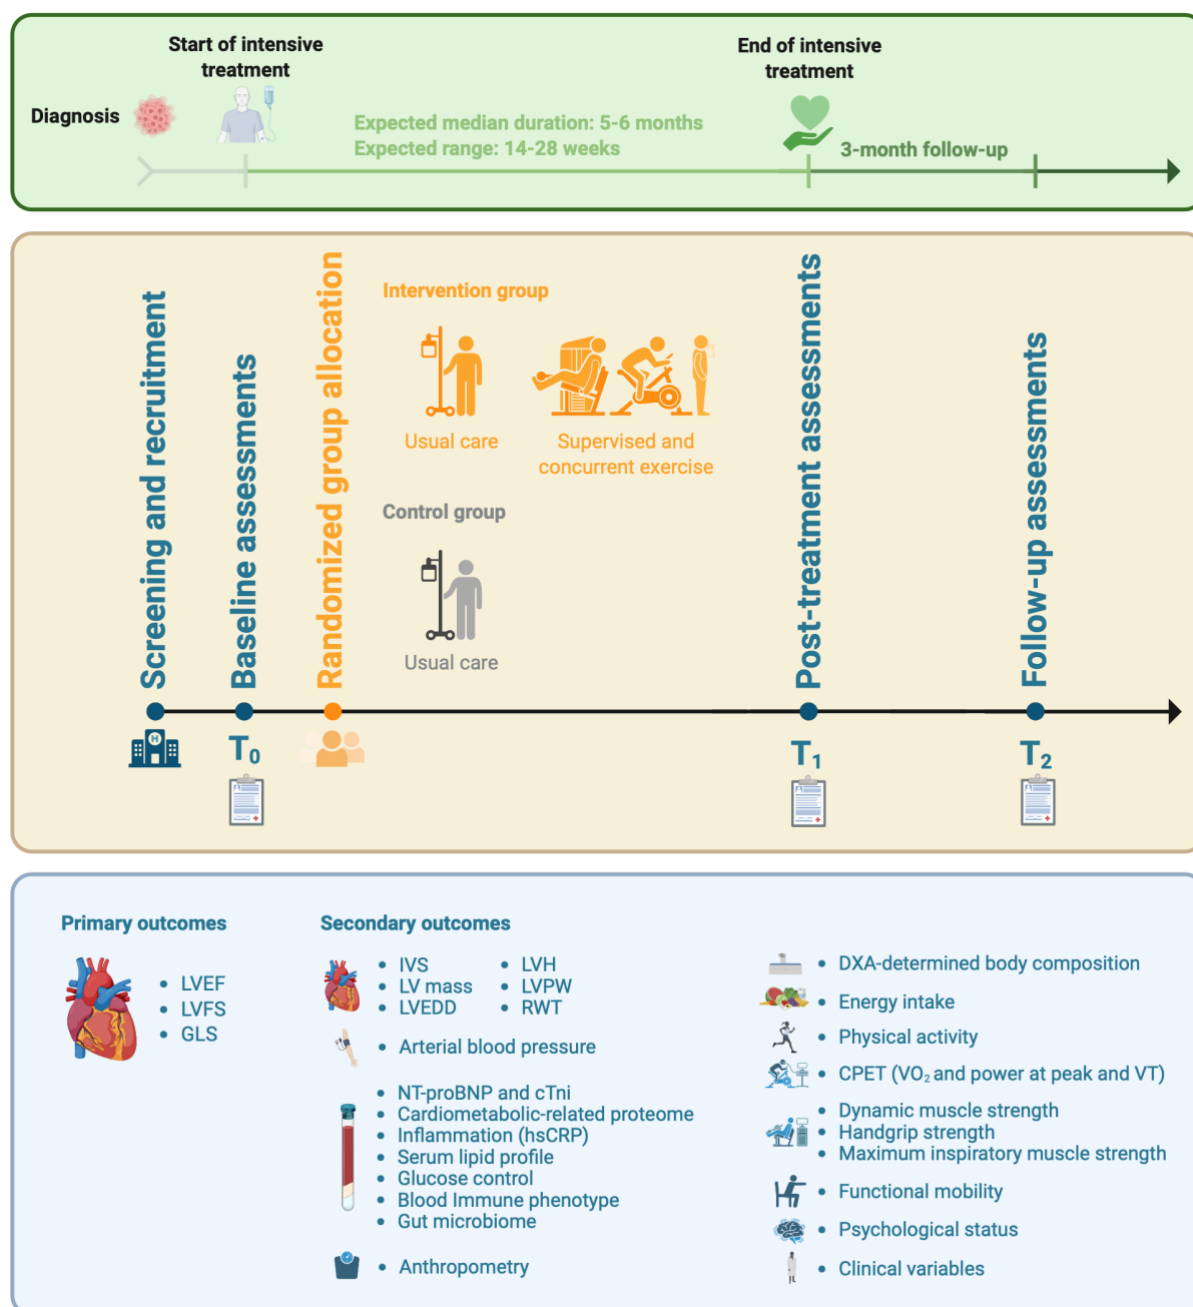 Start of intensive
treatment
End of intensive
treatment
Diagnosis
Expected median duration: 5-6 months
Expected range: 14-28 weeks
3-month follow-up
Screening and recruitment
Baseline assessments
Randomized group allocation
Intervention group
Usual care
Supervised and
concurrent exercise
Control group
Usual care
Post-treatment assessments
Follow-up assessments
H
T₀
T₁
T₂
Primary outcomes
• LVEF
• LVFS
• GLS
Secondary outcomes
• IVS
• LV mass
• LVEDD
• LVH
• LVPW
• RWT
• Arterial blood pressure
• NT-proBNP and cTni
• Cardiometabolic-related proteome
• Inflammation (hsCRP)
• Serum lipid profile
• Glucose control
• Blood Immune phenotype
• Gut microbiome
• Anthropometry
• DXA-determined body composition
• Energy intake
• Physical activity
• CPET (VO₂ and power at peak and VT)
• Dynamic muscle strength
• Handgrip strength
• Maximum inspiratory muscle strength
• Functional mobility
• Psychological status
• Clinical variables